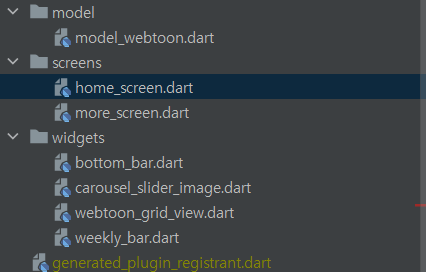 model
model_webtoon.dart
screens
home_screen.dart
more_screen.dart
widgets
bottom_bar.dart
carousel_slider_image.dart
webtoon_grid_view.dart
weekly_bar.dart
generated_plugin_registrant.dart